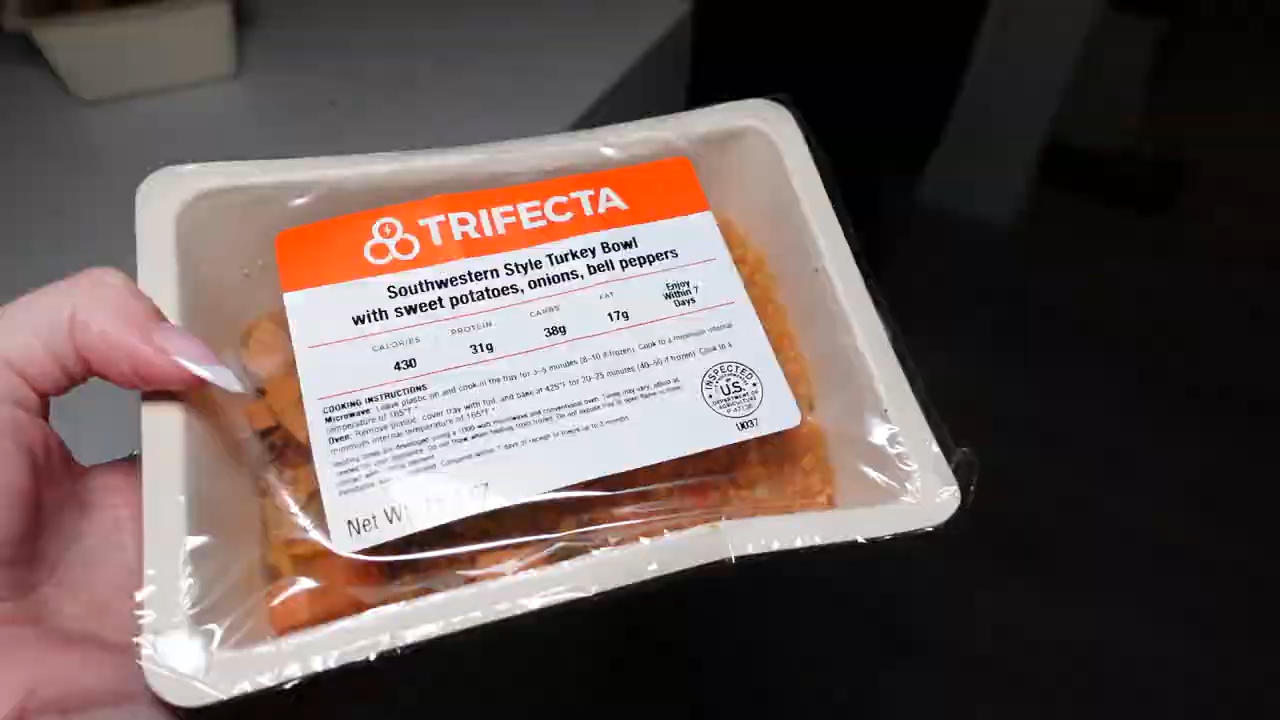 TRIFECTA
Southwestern Style Turkey Bowl
with sweet potatoes, onions, bell peppers
CALORIES PROTEIN CARBS FAT Enjoy
430 31g 38g 17g Within 7
Days
COOKING INSTRUCTIONS
Microwave: Leave plastic on and cook in the tray for 3-5 minutes (8-10 if frozen). Cook to a minimum internal
temperature of 165°F.
Oven: Remove plastic, cover tray with foil, and bake at 425°F for 20-25 minutes (40-50 if frozen). Cook to a
minimum internal temperature of 165°F.
INSPECTED
U.S.
DEPARTMENT OF
AGRICULTURE
U037
Net W